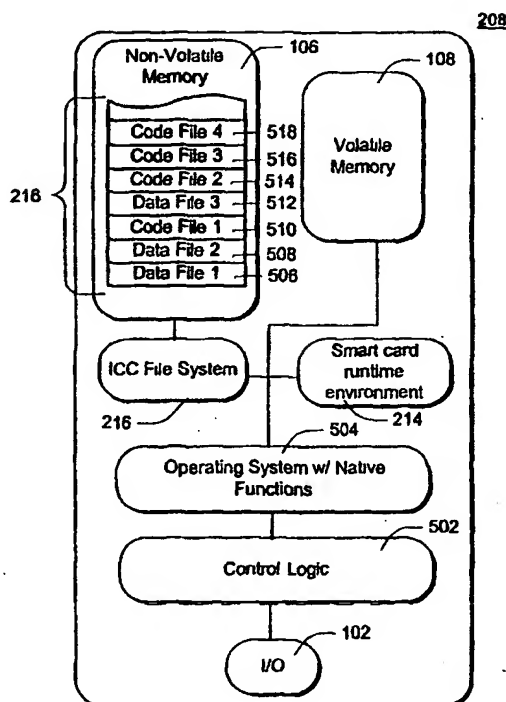 208
Non-Volatile Memory
106
108
Code File 4
518
Code File 3
516
Code File 2
514
Data File 3
512
Code File 1
510
Data File 2
508
Data File 1
506
216
Volatile Memory
ICC File System
216
Smart card runtime environment
214
504
Operating System w/ Native Functions
502
Control Logic
102
I/O